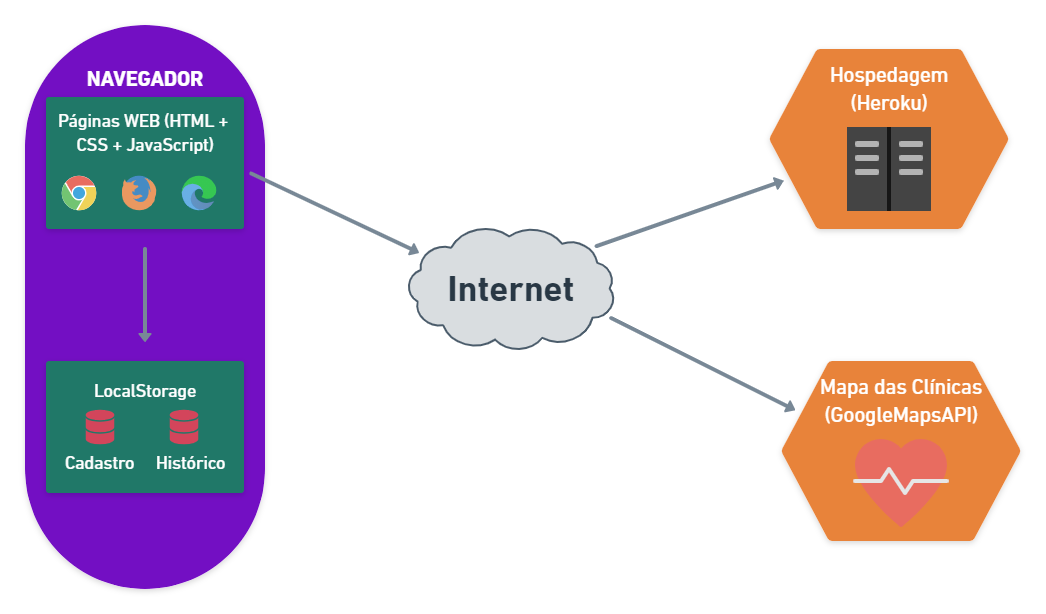 NAVEGADOR
Páginas WEB (HTML +
CSS + JavaScript)
LocalStorage
Cadastro
Histórico
Internet
Hospedagem
(Heroku)
Mapa das Clínicas
(GoogleMapsAPI)